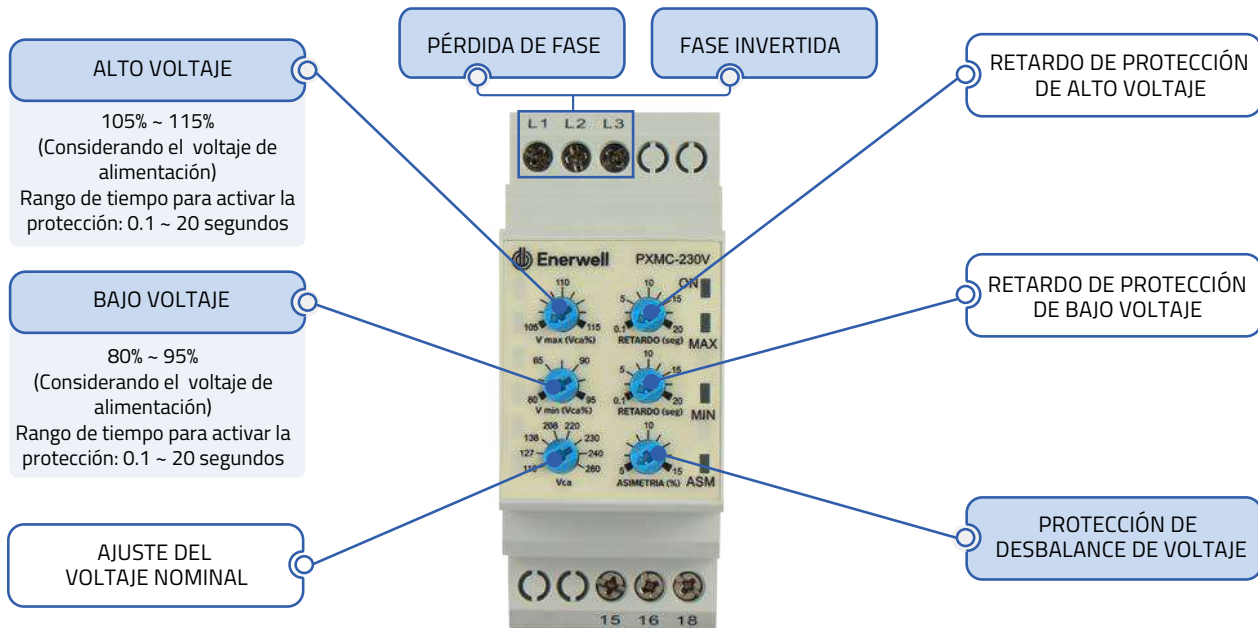 PÉRDIDA DE FASE
FASE INVERTIDA
ALTO VOLTAJE
105% ~ 115%
(Considerando el voltaje de
alimentación)
Rango de tiempo para activar la
protección: 0.1 ~ 20 segundos
BAJO VOLTAJE
80% ~ 95%
(Considerando el voltaje de
alimentación)
Rango de tiempo para activar la
protección: 0.1 ~ 20 segundos
AJUSTE DEL
VOLTAJE NOMINAL
RETARDO DE PROTECCIÓN
DE ALTO VOLTAJE
RETARDO DE PROTECCIÓN
DE BAJO VOLTAJE
PROTECCIÓN DE
DESBALANCE DE VOLTAJE
L1 L2 L3
Enerwell PXMC-230V
110 10 ON
5 15
105 115 0.1 20
V max (Vca%) RETARDO (seg) MAX
85 90 10
5 15
80 95 0.1 20
V min (Vca%) RETARDO (seg) MIN
208 220 10
138 230
127 240
260 5 15
Vca ASIMETRIA (%) ASM
15 16 18